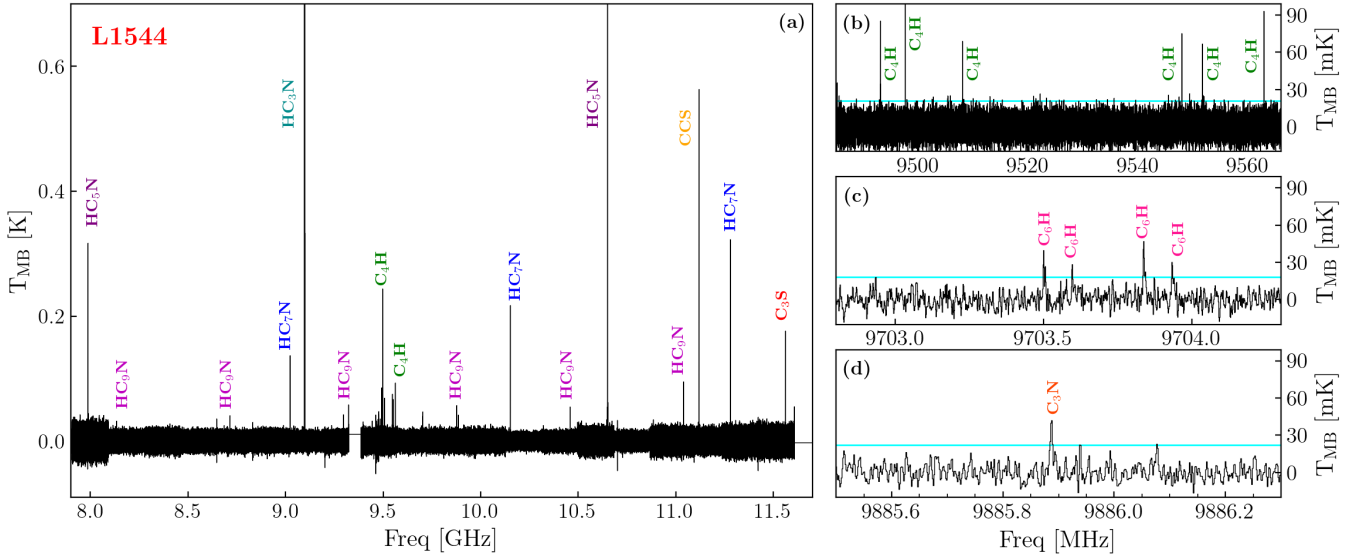 L1544
(a)
T_MB [K]
0.6
0.4
0.2
0.0
HC₅N
HC₉N
HC₉N
HC₇N
HC₃N
HC₉N
C₄H
C₄H
HC₉N
HC₇N
HC₉N
HC₅N
HC₉N
CCS
HC₇N
C₃S
8.0 8.5 9.0 9.5 10.0 10.5 11.0 11.5
Freq [GHz]
(b)
C₄H
C₄H
C₄H
C₄H
C₄H
C₄H
90
60
30
0
T_MB [mK]
9500 9520 9540 9560
(c)
C₆H
C₆H
C₆H
C₆H
90
60
30
0
T_MB [mK]
9703.0 9703.5 9704.0
(d)
C₃N
90
60
30
0
T_MB [mK]
9885.6 9885.8 9886.0 9886.2
Freq [MHz]